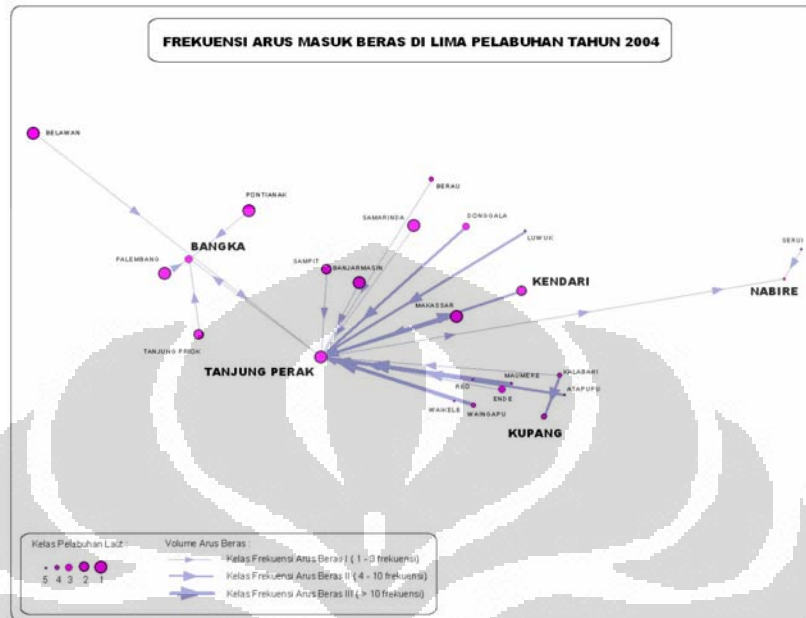 FREKUENSI ARUS MASUK BERAS DI LIMA PELABUHAN TAHUN 2004
BELAWAN
BERAU
PONTIANAK
SAMARINDA
DONGGALA
LUWUK
SERUI
BANGKA
PALEMBANG
SAMPIT
BANJARMASIN
KENDARI
NABIRE
MAKASSAR
TANJUNG PRIOK
TANJUNG PERAK
KALABAHI
MAUMERE
REO
ATAPUPU
ENDE
WAIKELO
WAINGAPU
KUPANG
Kelas Pelabuhan Laut :
5 4 3 2 1
Volume Arus Beras :
Kelas Frekuensi Arus Beras I ( 1 - 3 frekuensi)
Kelas Frekuensi Arus Beras II ( 4 - 10 frekuensi)
Kelas Frekuensi Arus Beras III ( > 10 frekuensi)